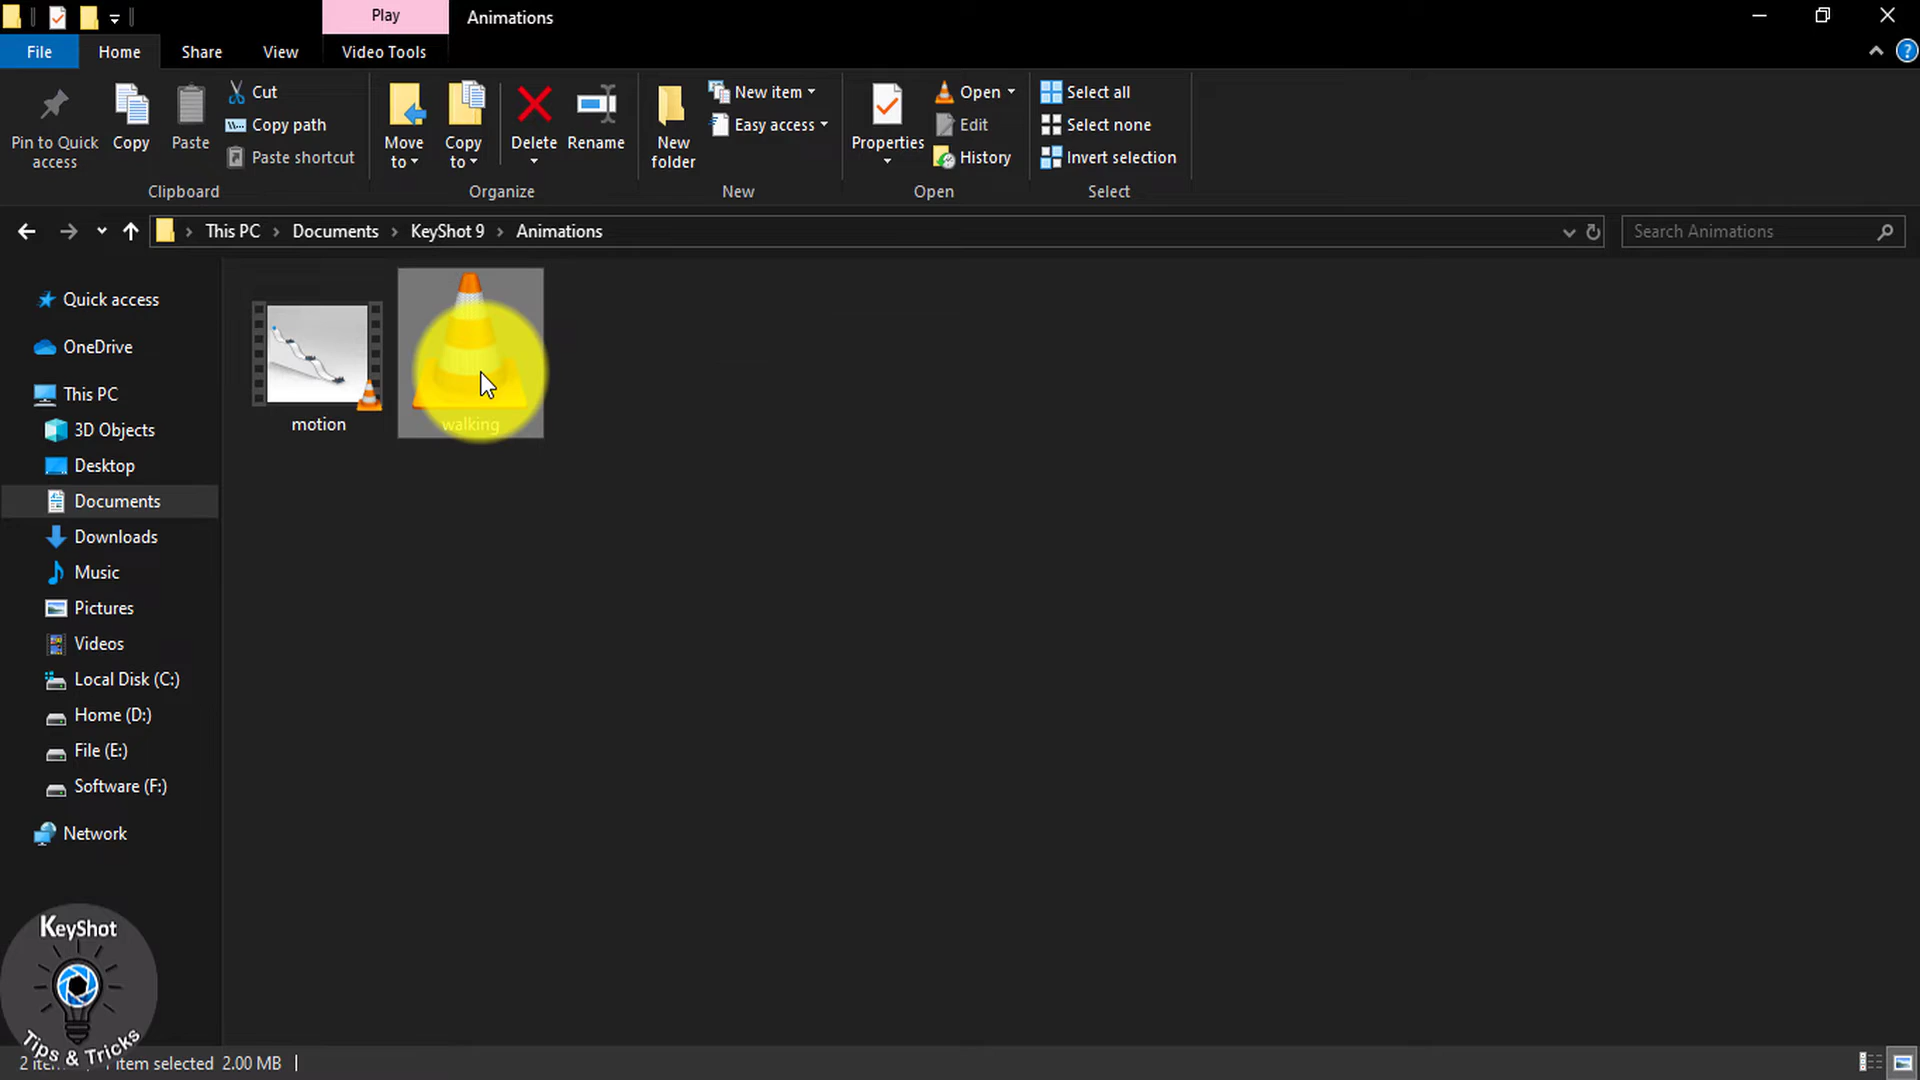 Play
Animations
File
Home
Share
View
Video Tools
Pin to Quick access
Copy
Paste
Cut
Copy path
Paste shortcut
Clipboard
Move to
Copy to
Delete
Rename
Organize
New folder
New item
Easy access
New
Properties
Open
Edit
History
Open
Select all
Select none
Invert selection
Select
This PC
Documents
KeyShot 9
Animations
Search Animations
Quick access
OneDrive
This PC
3D Objects
Desktop
Documents
Downloads
Music
Pictures
Videos
Local Disk (C:)
Home (D:)
File (E:)
Software (F:)
Network
motion
walking
KeyShot
Tips & Tricks
2
item selected 2.00 MB